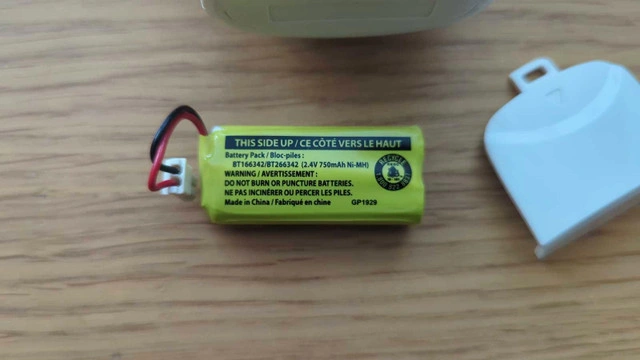 THIS SIDE UP / CE CÔTÉ VERS LE HAUT
Battery Pack / Bloc-piles :
BT166342/BT266342 (2.4V 750mAh Ni-MH)
WARNING / AVERTISSEMENT :
DO NOT BURN OR PUNCTURE BATTERIES.
NE PAS INCINÉRER OU PERCER LES PILES.
Made in China / Fabriqué en chine GP1929
RECYCLE